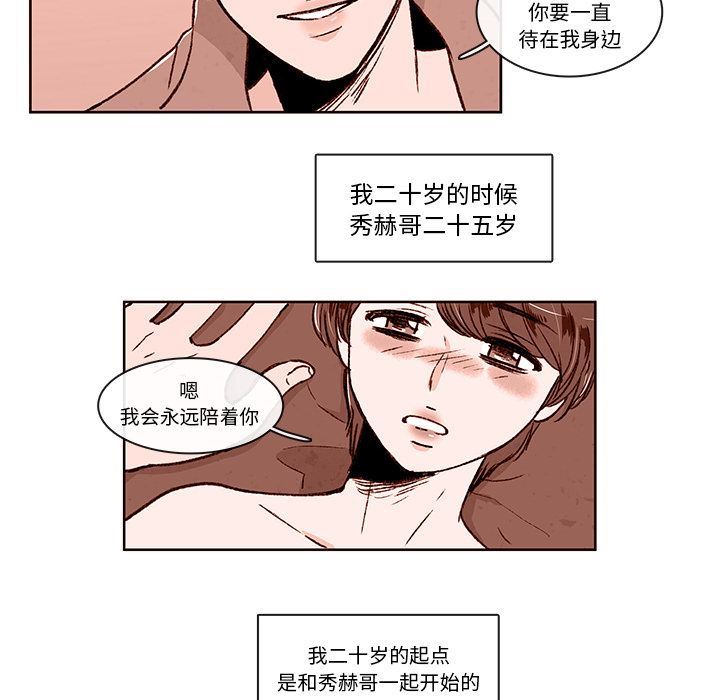 你要一直
待在我身边
我二十岁的时候
秀赫哥二十五岁
嗯
我会永远陪着你
我二十岁的起点
是和秀赫哥一起开始的